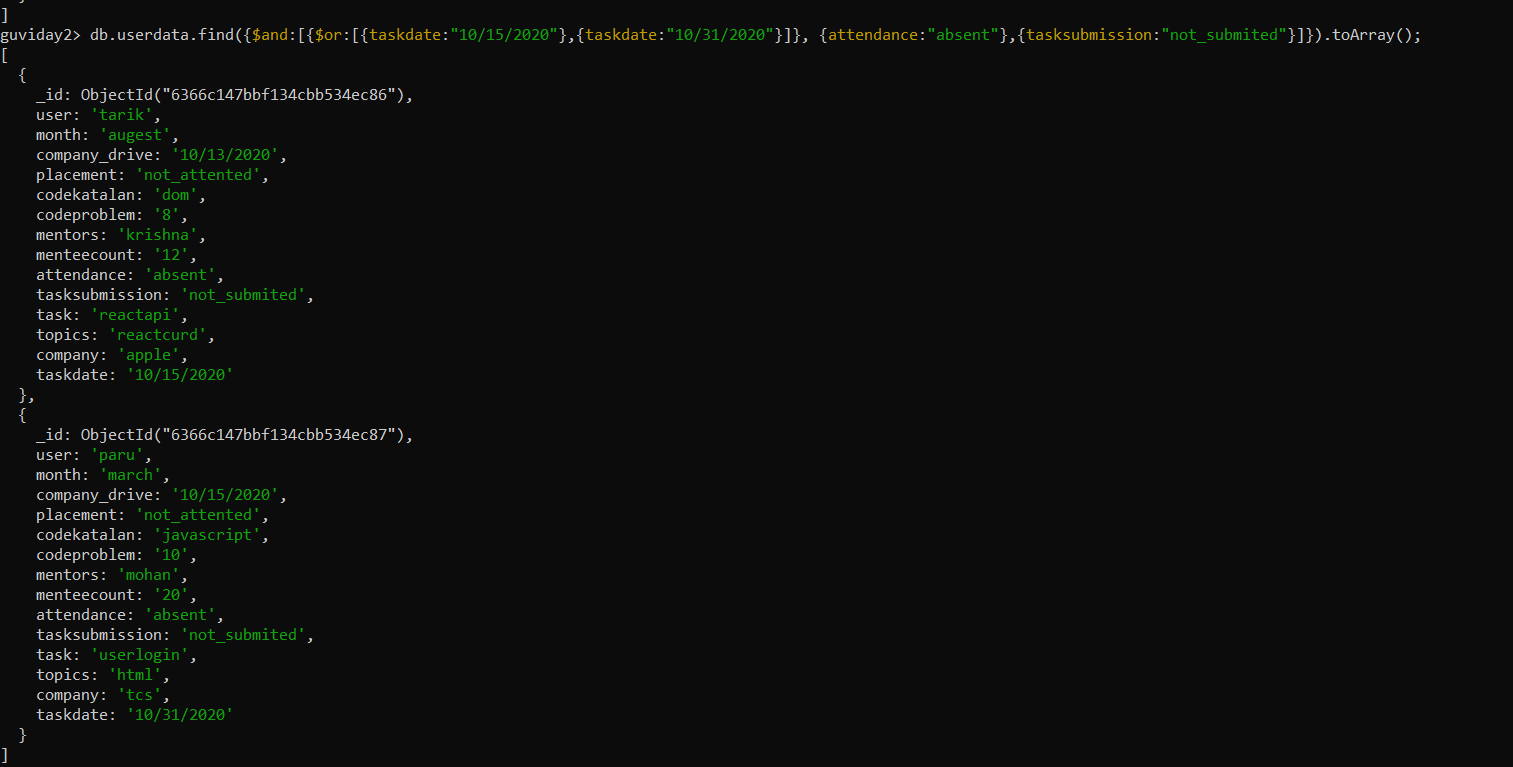 ]
guviday2> db.userdata.find({$and:[{$or:[{taskdate:"10/15/2020"},{taskdate:"10/31/2020"}]}, {attendance:"absent"},{tasksubmission:"not_submited"}]}).toArray();
[
  {
    _id: ObjectId("6366c147bbf134cbb534ec86"),
    user: 'tarik',
    month: 'augest',
    company_drive: '10/13/2020',
    placement: 'not_attented',
    codekatalan: 'dom',
    codeproblem: '8',
    mentors: 'krishna',
    menteecount: '12',
    attendance: 'absent',
    tasksubmission: 'not_submited',
    task: 'reactapi',
    topics: 'reactcurd',
    company: 'apple',
    taskdate: '10/15/2020'
  },
  {
    _id: ObjectId("6366c147bbf134cbb534ec87"),
    user: 'paru',
    month: 'march',
    company_drive: '10/15/2020',
    placement: 'not_attented',
    codekatalan: 'javascript',
    codeproblem: '10',
    mentors: 'mohan',
    menteecount: '20',
    attendance: 'absent',
    tasksubmission: 'not_submited',
    task: 'userlogin',
    topics: 'html',
    company: 'tcs',
    taskdate: '10/31/2020'
  }
]